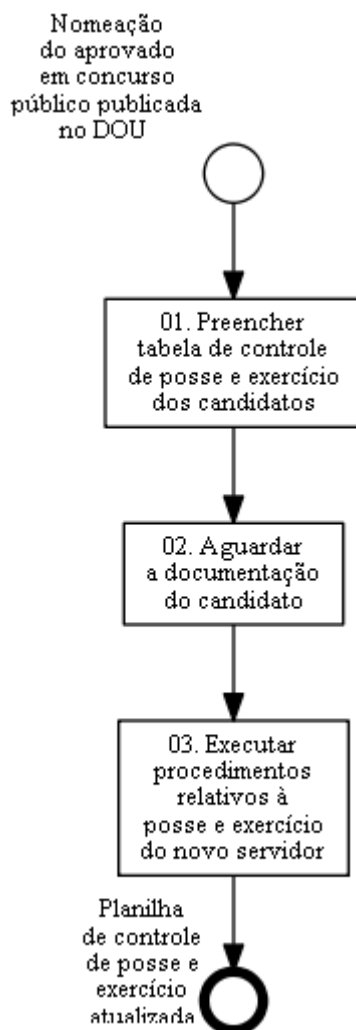 Nomeação
do aprovado
em concurso
público publicada
no DOU
01. Preencher
tabela de controle
de posse e exercício
dos candidatos
02. Aguardar
a documentação
do candidato
03. Executar
procedimentos
relativos à
posse e exercício
do novo servidor
Planilha
de controle
de posse e
exercício
atualizada